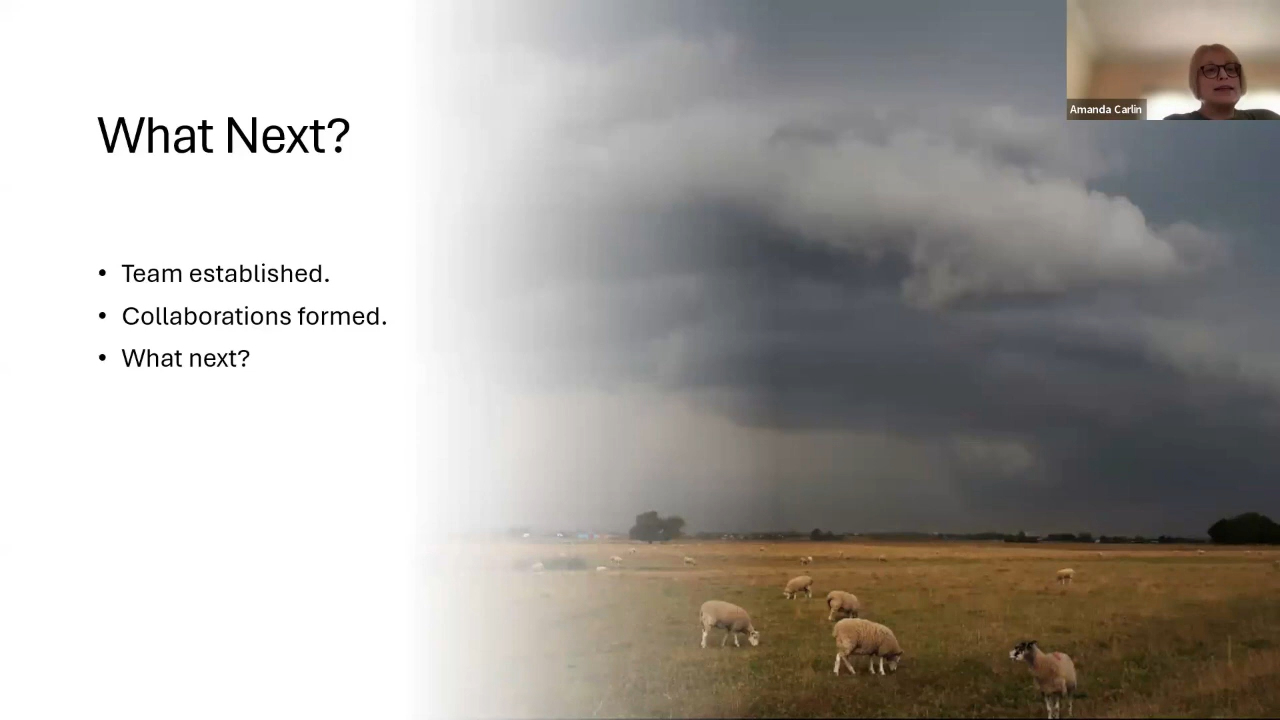 What Next?
• Team established.
• Collaborations formed.
• What next?
Amanda Carlin